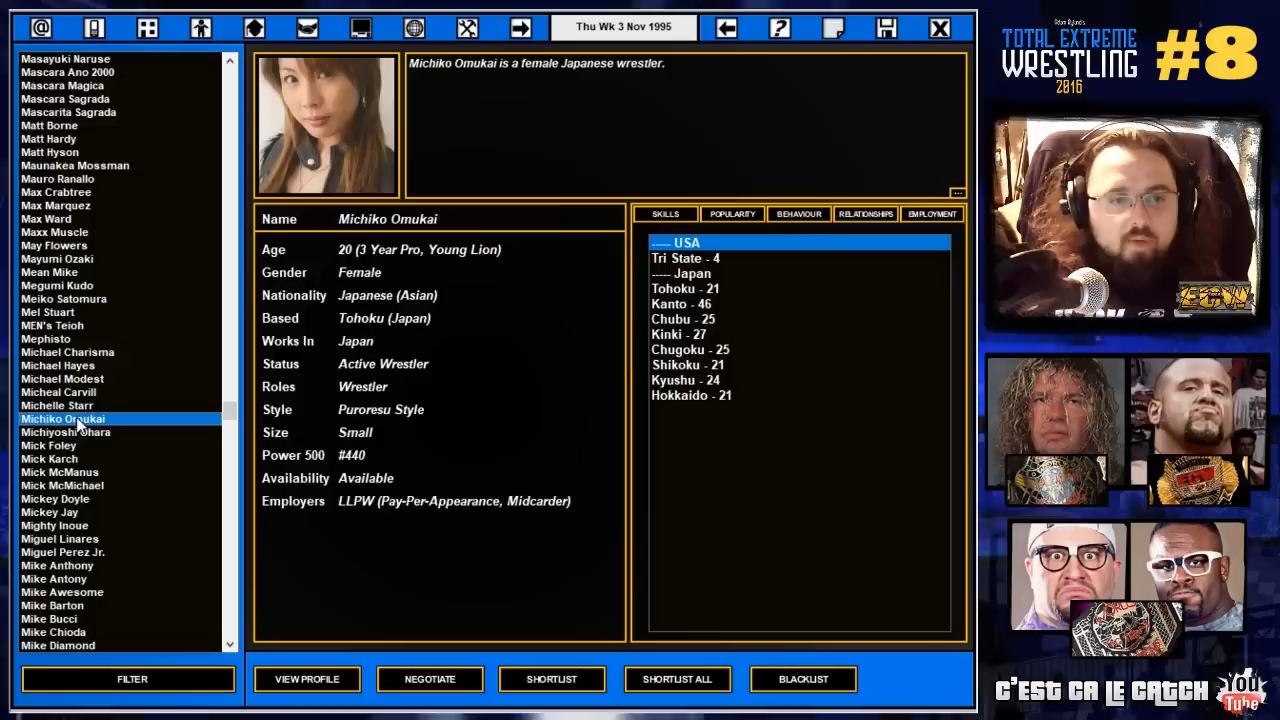 Thu Wk 3 Nov 1995
Masayuki Naruse
Mascara Ano 2000
Mascara Magica
Mascara Sagrada
Mascarita Sagrada
Matt Borne
Matt Hardy
Matt Hyson
Maunakea Mossman
Mauro Ranallo
Max Crabtree
Max Marquez
Max Ward
Maxx Muscle
May Flowers
Mayumi Ozaki
Mean Mike
Megumi Kudo
Meiko Satomura
Mel Stuart
MEN's Teioh
Mephisto
Michael Charisma
Michael Hayes
Michael Modest
Micheal Carvill
Michelle Starr
Michiko Omukai
Michiyoshi Ohara
Mick Foley
Mick Karch
Mick McManus
Mick McMichael
Mickey Doyle
Mickey Jay
Mighty Inoue
Miguel Linares
Miguel Perez Jr.
Mike Anthony
Mike Antony
Mike Awesome
Mike Barton
Mike Bucci
Mike Chioda
Mike Diamond
FILTER
Michiko Omukai is a female Japanese wrestler.
...
Name Michiko Omukai
Age 20 (3 Year Pro, Young Lion)
Gender Female
Nationality Japanese (Asian)
Based Tohoku (Japan)
Works In Japan
Status Active Wrestler
Roles Wrestler
Style Puroresu Style
Size Small
Power 500 #440
Availability Available
Employers LLPW (Pay-Per-Appearance, Midcarder)
SKILLS POPULARITY BEHAVIOUR RELATIONSHIPS EMPLOYMENT
----- USA
Tri State - 4
----- Japan
Tohoku - 21
Kanto - 46
Chubu - 25
Kinki - 27
Chugoku - 25
Shikoku - 21
Kyushu - 24
Hokkaido - 21
VIEW PROFILE NEGOTIATE SHORTLIST SHORTLIST ALL BLACKLIST
Adam Ryland's
TOTAL EXTREME
WRESTLING
2016
#8
ECW
C'EST CA LE CATCH
You
Tube